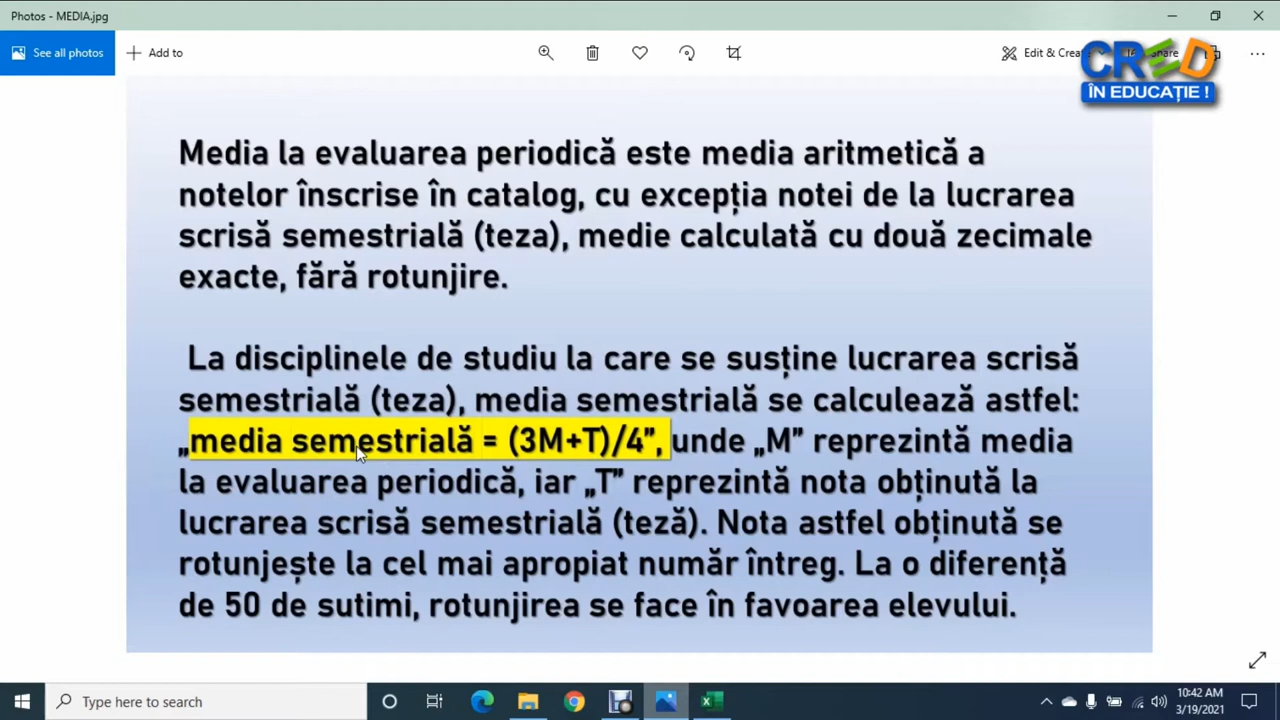 Photos - MEDIA.jpg
See all photos
Add to
Edit & Create
Share
CRED
ÎN EDUCAȚIE !
Media la evaluarea periodică este media aritmetică a
notelor înscrise în catalog, cu excepția notei de la lucrarea
scrisă semestrială (teza), medie calculată cu două zecimale
exacte, fără rotunjire.
La disciplinele de studiu la care se susține lucrarea scrisă
semestrială (teza), media semestrială se calculează astfel:
„media semestrială = (3M+T)/4”, unde „M” reprezintă media
la evaluarea periodică, iar „T” reprezintă nota obținută la
lucrarea scrisă semestrială (teză). Nota astfel obținută se
rotunjește la cel mai apropiat număr întreg. La o diferență
de 50 de sutimi, rotunjirea se face în favoarea elevului.
Type here to search
10:42 AM
3/19/2021